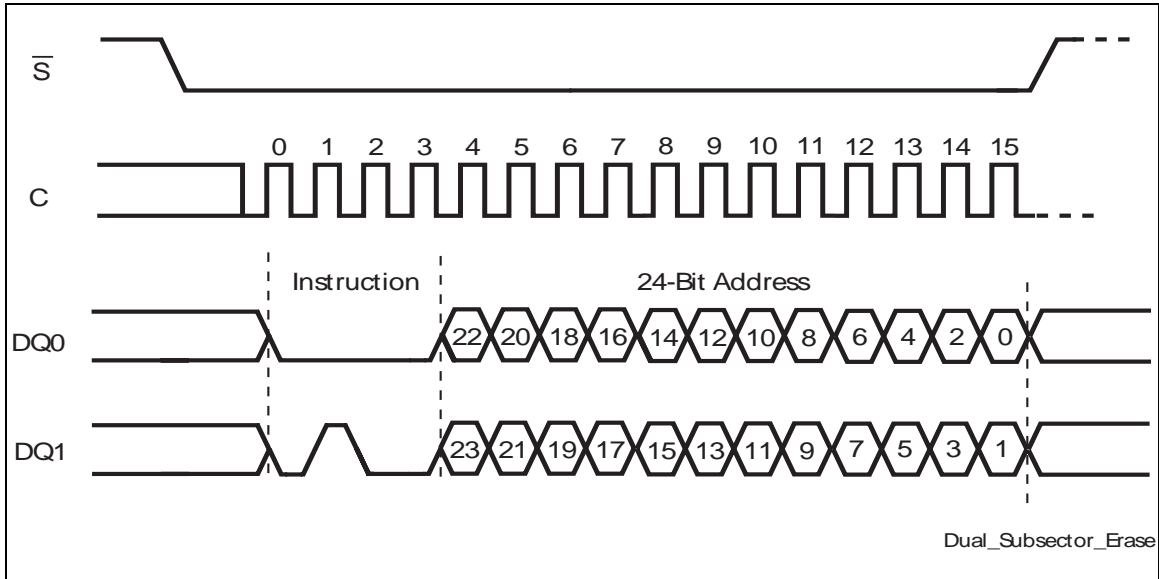 S
0 1 2 3 4 5 6 7 8 9 10 11 12 13 14 15
C
Instruction 24-Bit Address
DQ0 22 20 18 16 14 12 10 8 6 4 2 0
DQ1 23 21 19 17 15 13 11 9 7 5 3 1
Dual_Subsector_Erase